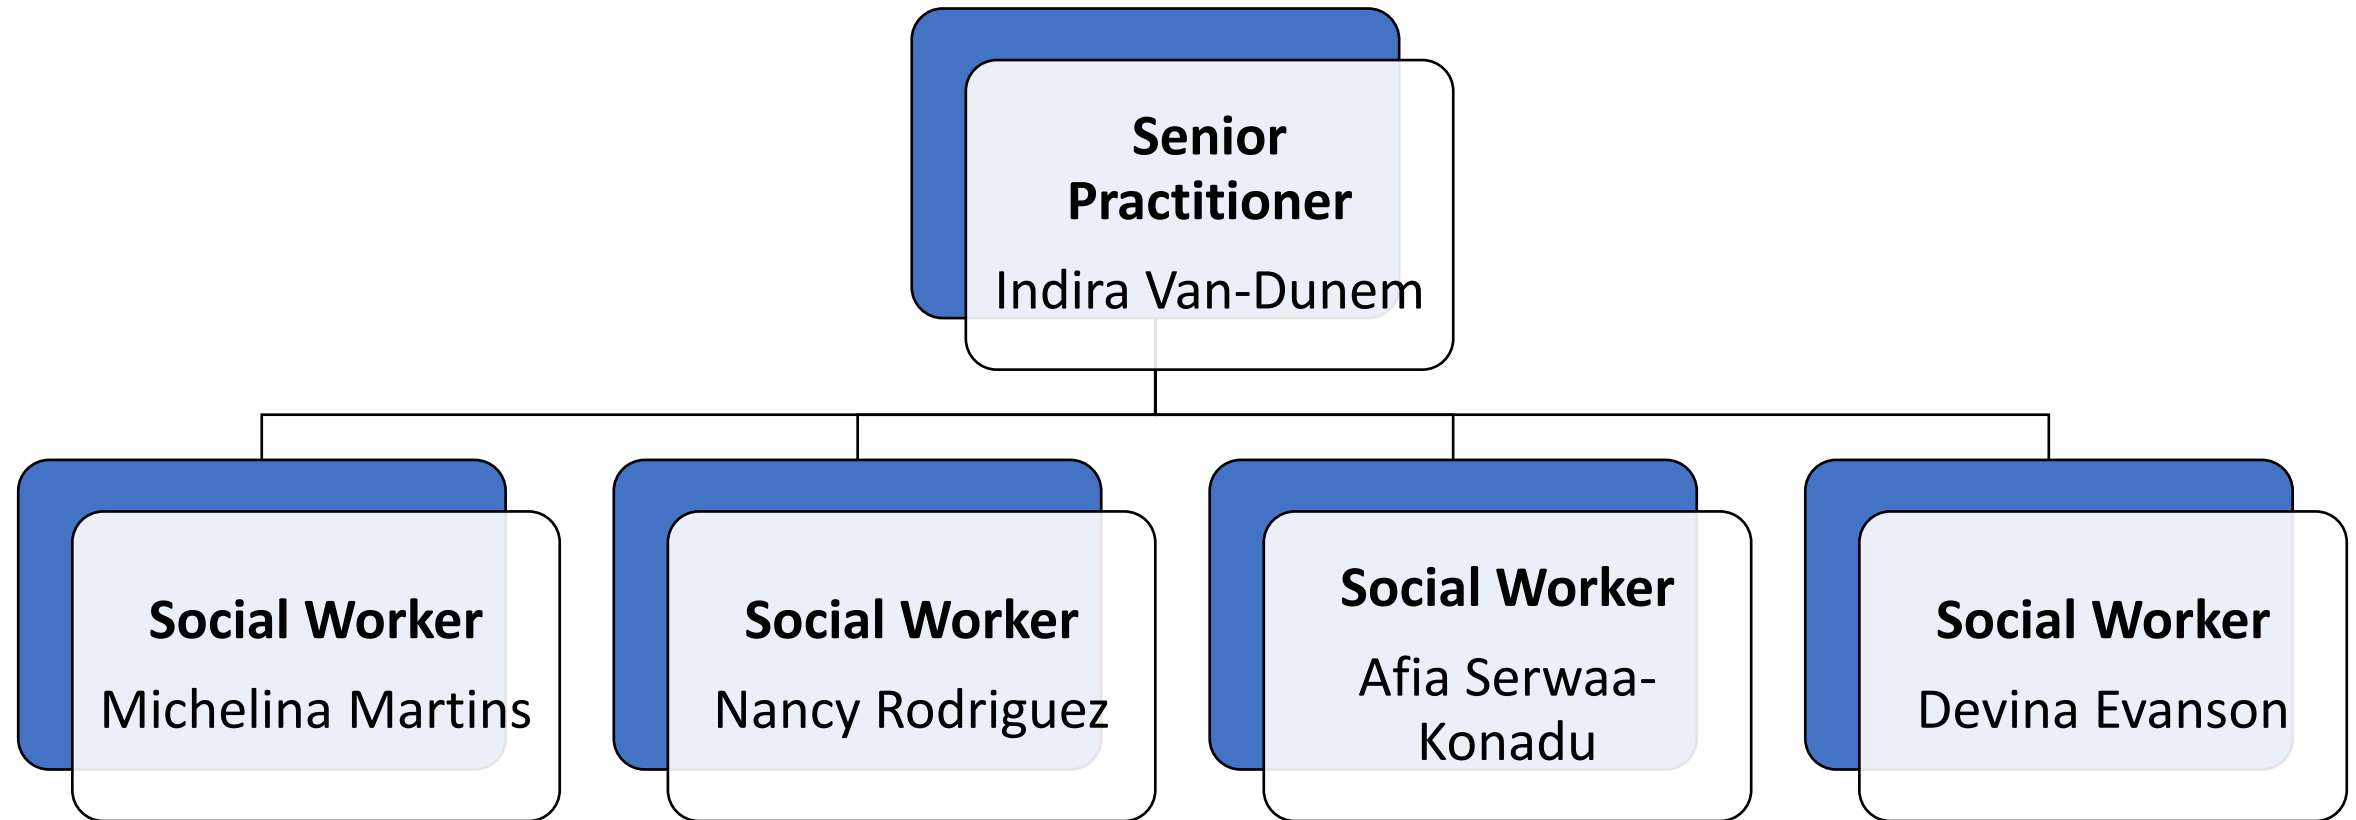 Senior
Practitioner
Indira Van-Dunem
Social Worker
Michelina Martins
Social Worker
Nancy Rodriguez
Social Worker
Afia Serwaa-
Konadu
Social Worker
Devina Evanson